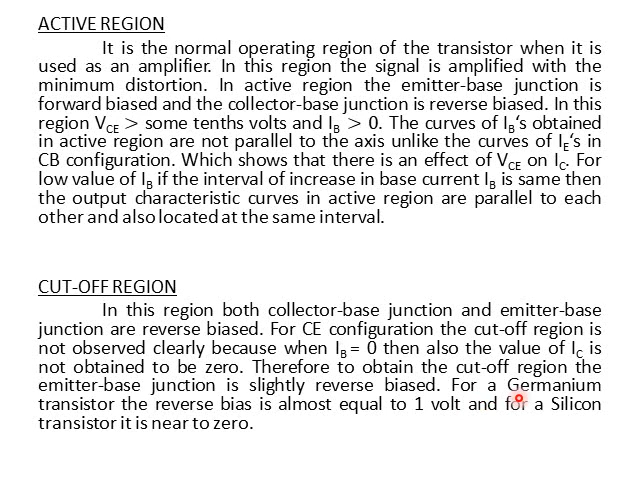 ACTIVE REGION
It is the normal operating region of the transistor when it is
used as an amplifier. In this region the signal is amplified with the
minimum distortion. In active region the emitter-base junction is
forward biased and the collector-base junction is reverse biased. In this
region V_CE > some tenths volts and I_B > 0. The curves of I_B‘s obtained
in active region are not parallel to the axis unlike the curves of I_E‘s in
CB configuration. Which shows that there is an effect of V_CE on I_C. For
low value of I_B if the interval of increase in base current I_B is same then
the output characteristic curves in active region are parallel to each
other and also located at the same interval.
CUT-OFF REGION
In this region both collector-base junction and emitter-base
junction are reverse biased. For CE configuration the cut-off region is
not observed clearly because when I_B = 0 then also the value of I_C is
not obtained to be zero. Therefore to obtain the cut-off region the
emitter-base junction is slightly reverse biased. For a Germanium
transistor the reverse bias is almost equal to 1 volt and for a Silicon
transistor it is near to zero.